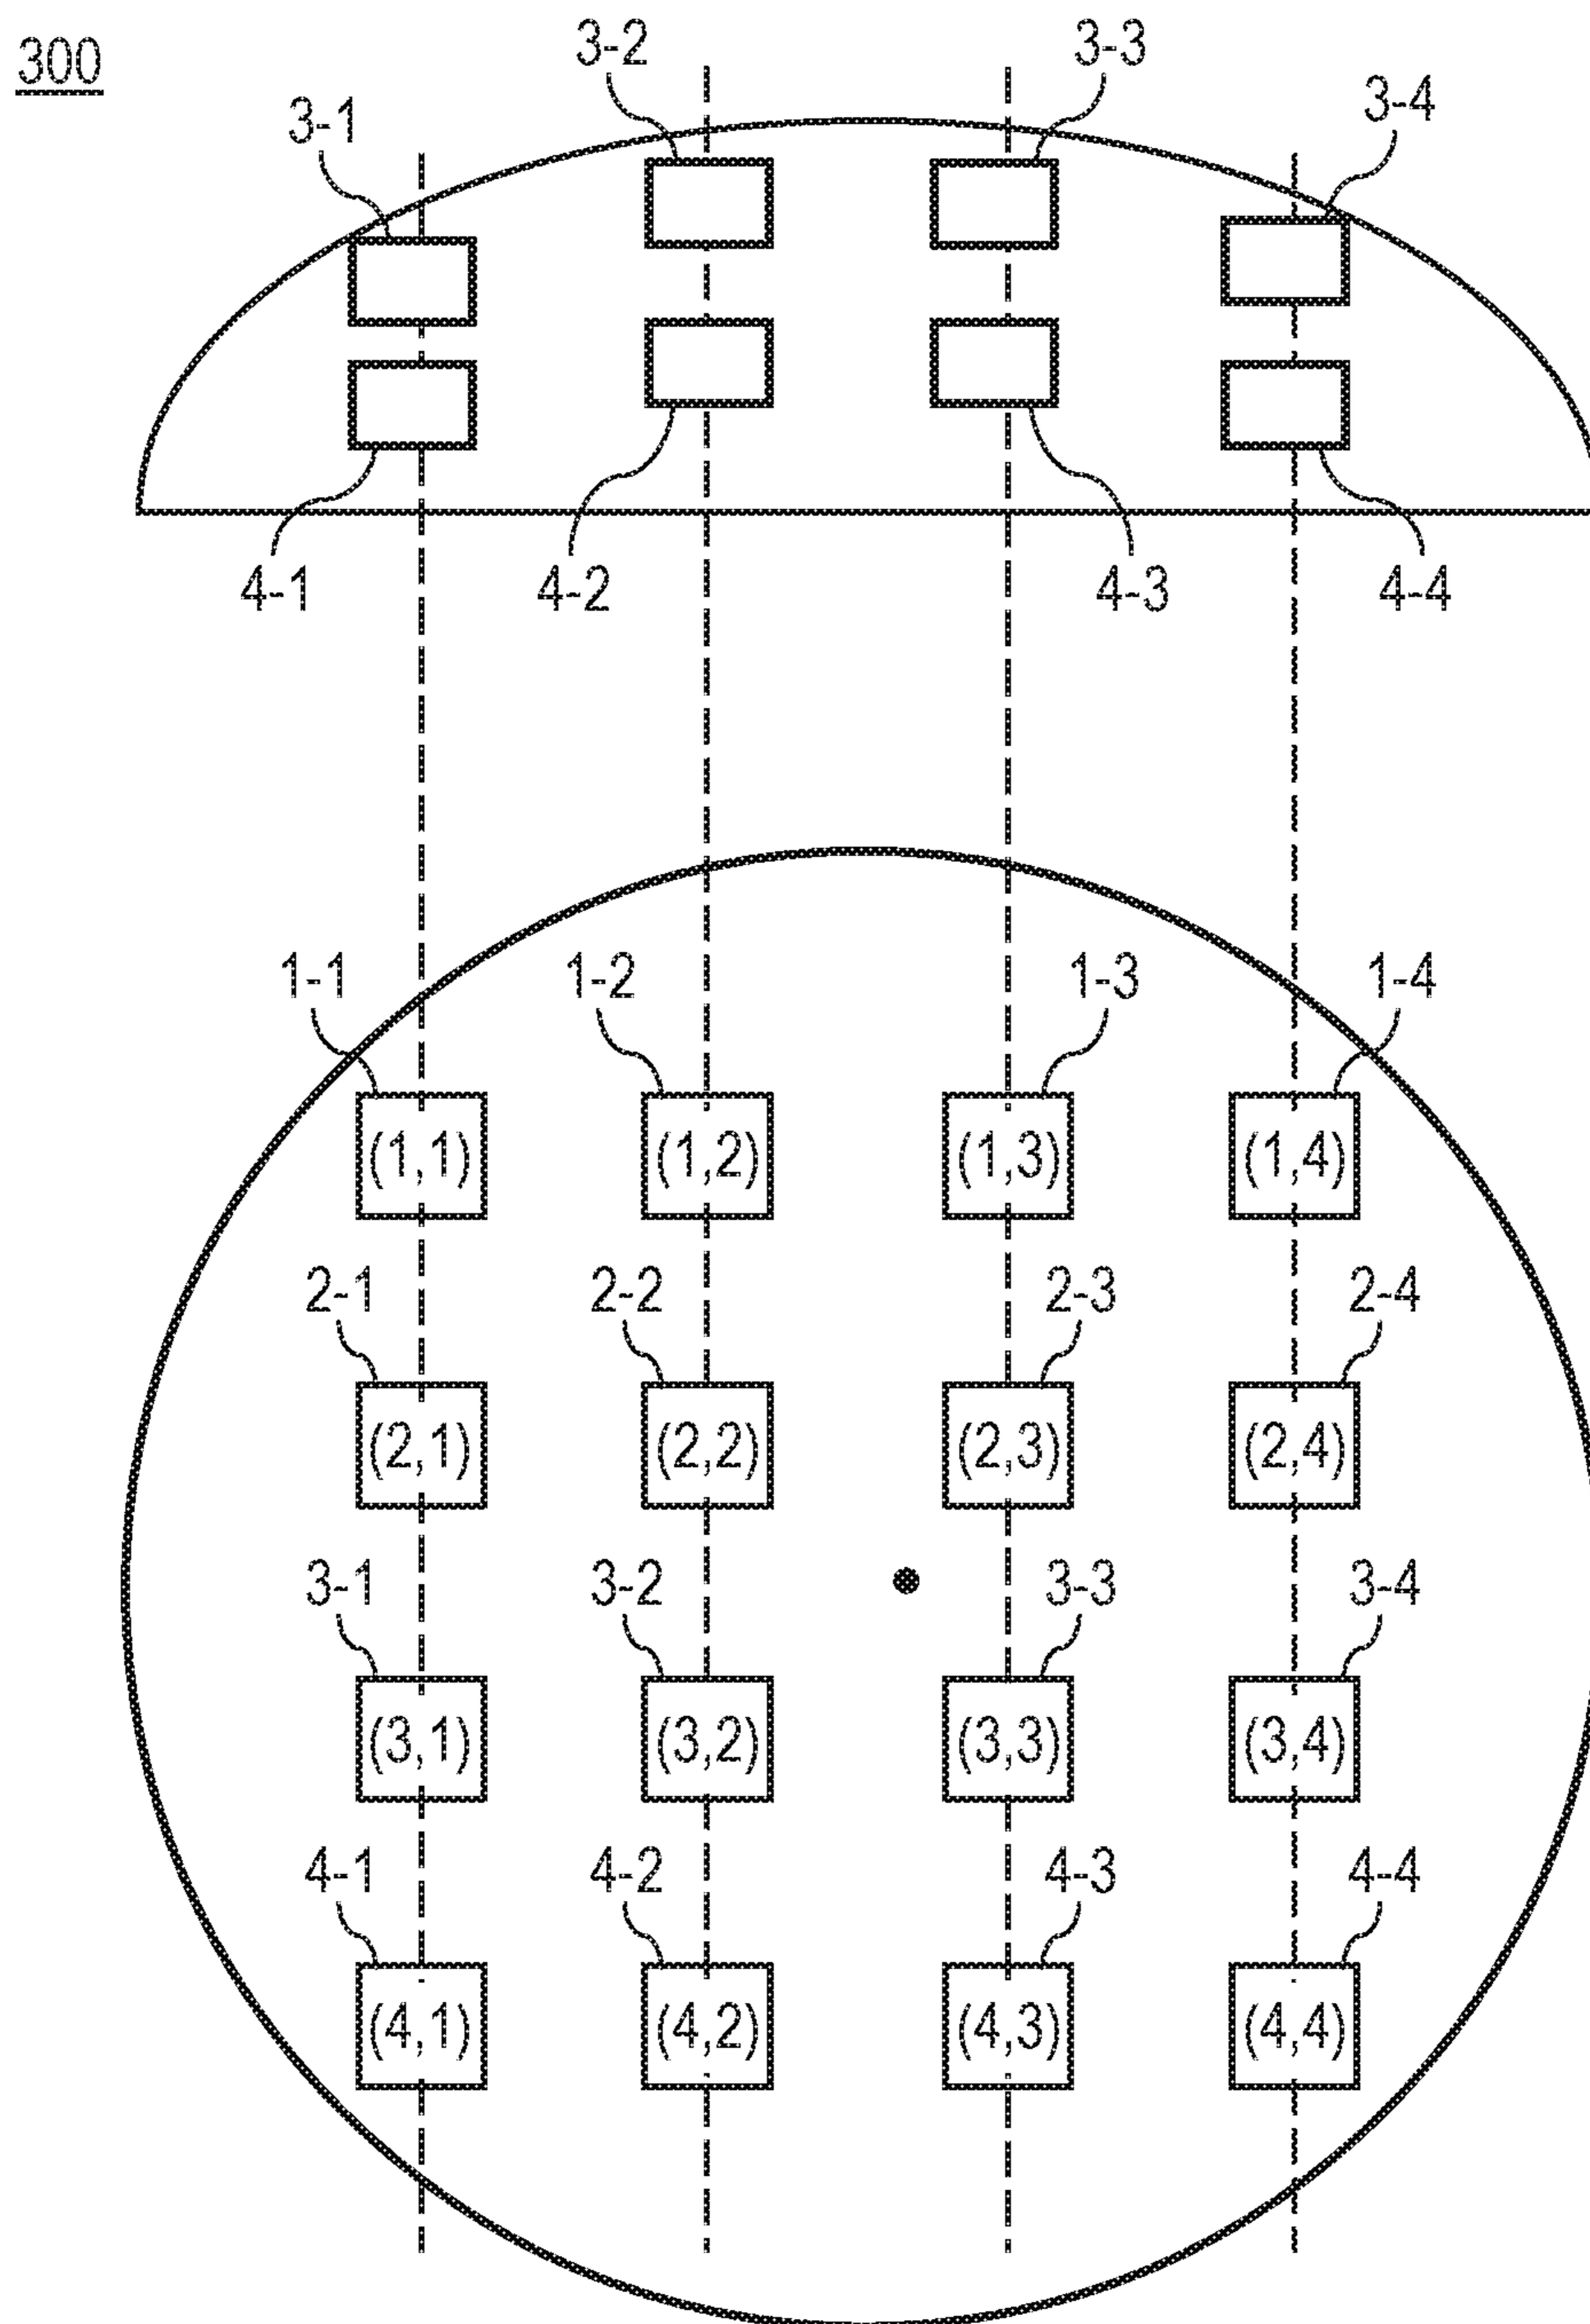 300
3-1 3-2 3-3 3-4
4-1 4-2 4-3 4-4
1-1 1-2 1-3 1-4
(1,1) (1,2) (1,3) (1,4)
2-1 2-2 2-3 2-4
(2,1) (2,2) (2,3) (2,4)
3-1 3-2 3-3 3-4
(3,1) (3,2) (3,3) (3,4)
4-1 4-2 4-3 4-4
(4,1) (4,2) (4,3) (4,4)